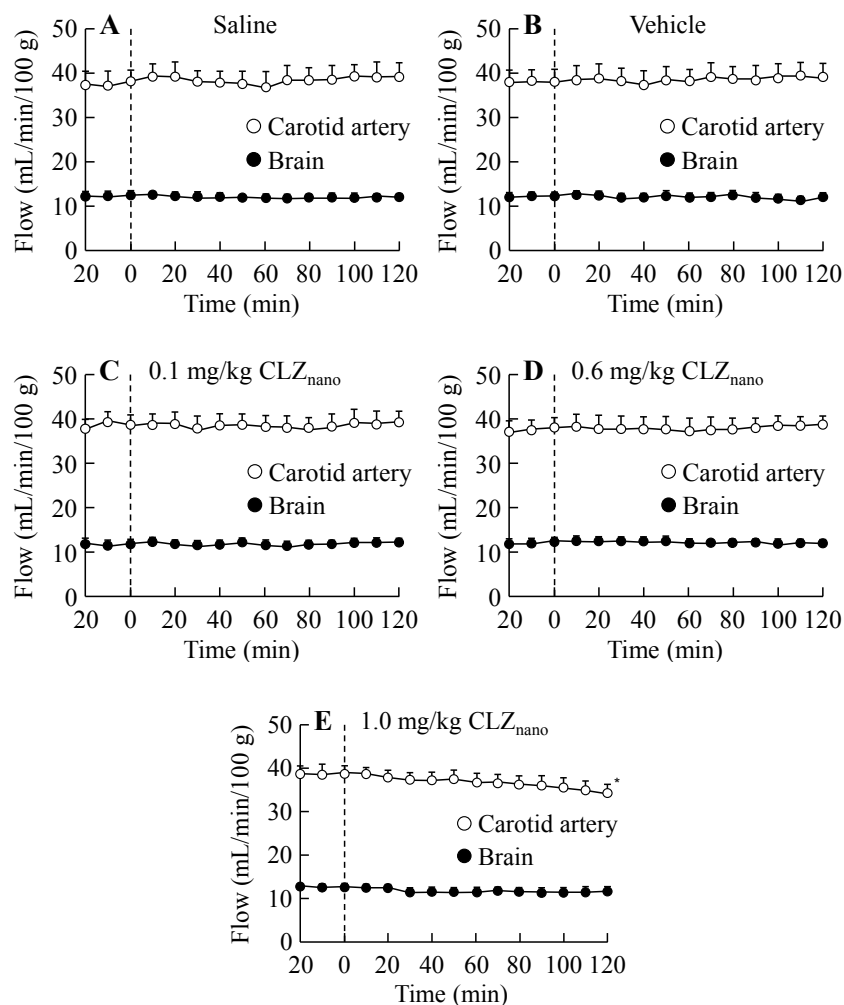 A Saline
50
40
30
20
10
0
Flow (mL/min/100 g)
Carotid artery
Brain
20 0 20 40 60 80 100 120
Time (min)
B Vehicle
50
40
30
20
10
0
Flow (mL/min/100 g)
Carotid artery
Brain
20 0 20 40 60 80 100 120
Time (min)
C 0.1 mg/kg CLZnano
50
40
30
20
10
0
Flow (mL/min/100 g)
Carotid artery
Brain
20 0 20 40 60 80 100 120
Time (min)
D 0.6 mg/kg CLZnano
50
40
30
20
10
0
Flow (mL/min/100 g)
Carotid artery
Brain
20 0 20 40 60 80 100 120
Time (min)
E 1.0 mg/kg CLZnano
50
40
30
20
10
0
Flow (mL/min/100 g)
*
Carotid artery
Brain
20 0 20 40 60 80 100 120
Time (min)